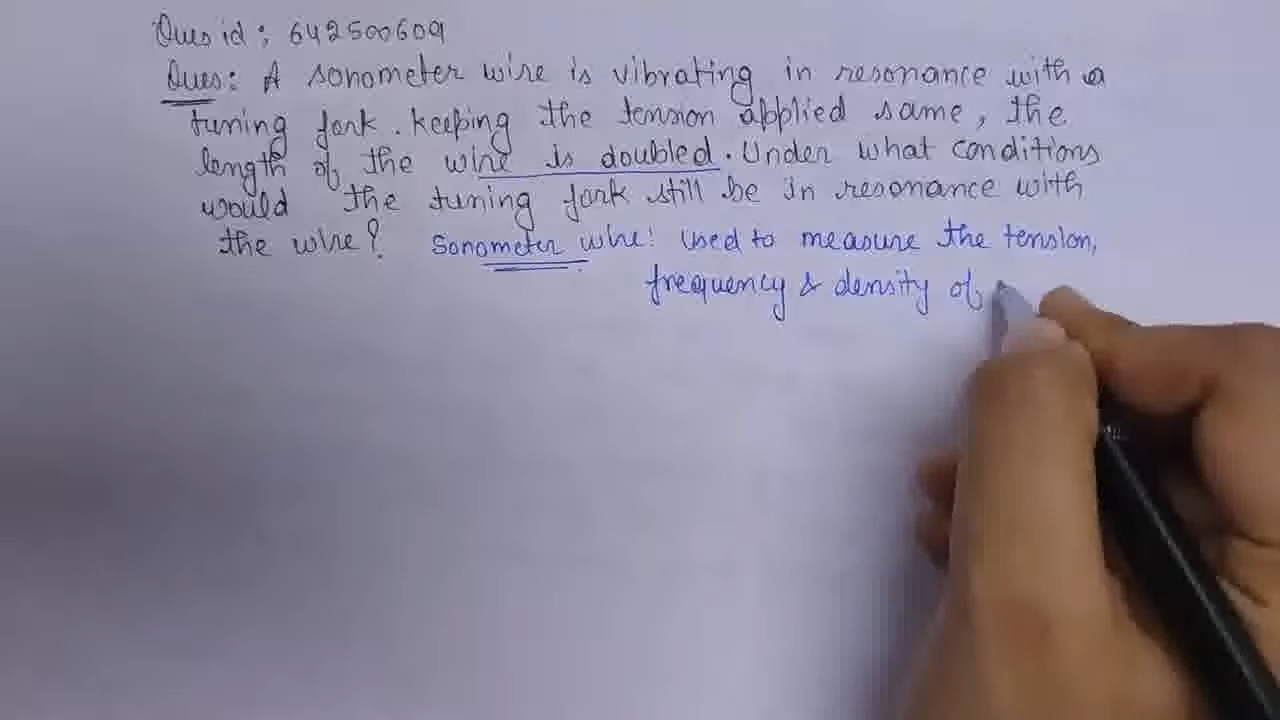 Ques id: 642500609
Ques: A sonometer wire is vibrating in resonance with a
tuning fork. keeping the tension applied same, the
length of the wire is doubled. Under what conditions
would the tuning fork still be in resonance with
the wire? Sonometer wire: Used to measure the tension,
frequency & density of